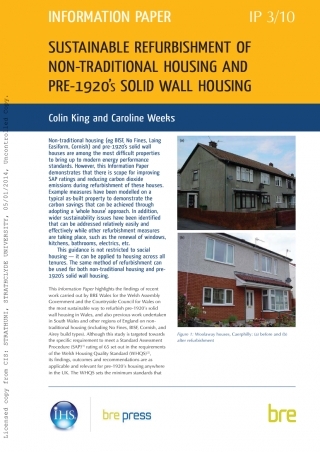 INFORMATION PAPER
IP 3/10
SUSTAINABLE REFURBISHMENT OF
NON-TRADITIONAL HOUSING AND
PRE-1920's SOLID WALL HOUSING
Colin King and Caroline Weeks
Non-traditional housing (eg BISF, No Fines, Laing
Easiform, Cornish) and pre-1920's solid wall
houses are among the most difficult properties
to bring up to modern energy performance
standards. However, this Information Paper
demonstrates that there is scope for improving
SAP ratings and reducing carbon dioxide
emissions during refurbishment of these houses.
Example measures have been modelled on a
typical as-built property to demonstrate the
carbon savings that can be achieved through
adopting a 'whole house' approach. In addition,
wider sustainability issues have been identified
that can be addressed relatively easily and
effectively while other refurbishment measures
are taking place, such as the renewal of windows,
kitchens, bathrooms, electrics, etc.
This guidance is not restricted to social
housing — it can be applied to housing across all
tenures. The same method of refurbishment can
be used for both non-traditional housing and pre-
1920's solid wall housing.
This Information Paper highlights the findings of recent
work carried out by BRE Wales for the Welsh Assembly
Government and the Countryside Council for Wales on
the most sustainable way to refurbish pre-1920's solid
wall housing in Wales, and also previous work undertaken
in South Wales and other regions of England on non-
traditional housing (including No Fines, BISF, Cornish, and
Airey build types). Although this study is targeted towards
the specific requirement to meet a Standard Assessment
Procedure (SAP) rating of 65 set out in the requirements
of the Welsh Housing Quality Standard (WHQS),
its findings, outcomes and recommendations are as
applicable and relevant for pre-1920's housing anywhere
in the UK. The WHQS sets the minimum standards that
Figure 1: Wimleaway houses, Caerphilly: (a) before and (b)
after refurbishment
IHS
bre press
bre
Licensed copy from CIS: STRATHUNI, STRATHCLYDE UNIVERSITY, 05/01/2014, Uncontrolled Copy.